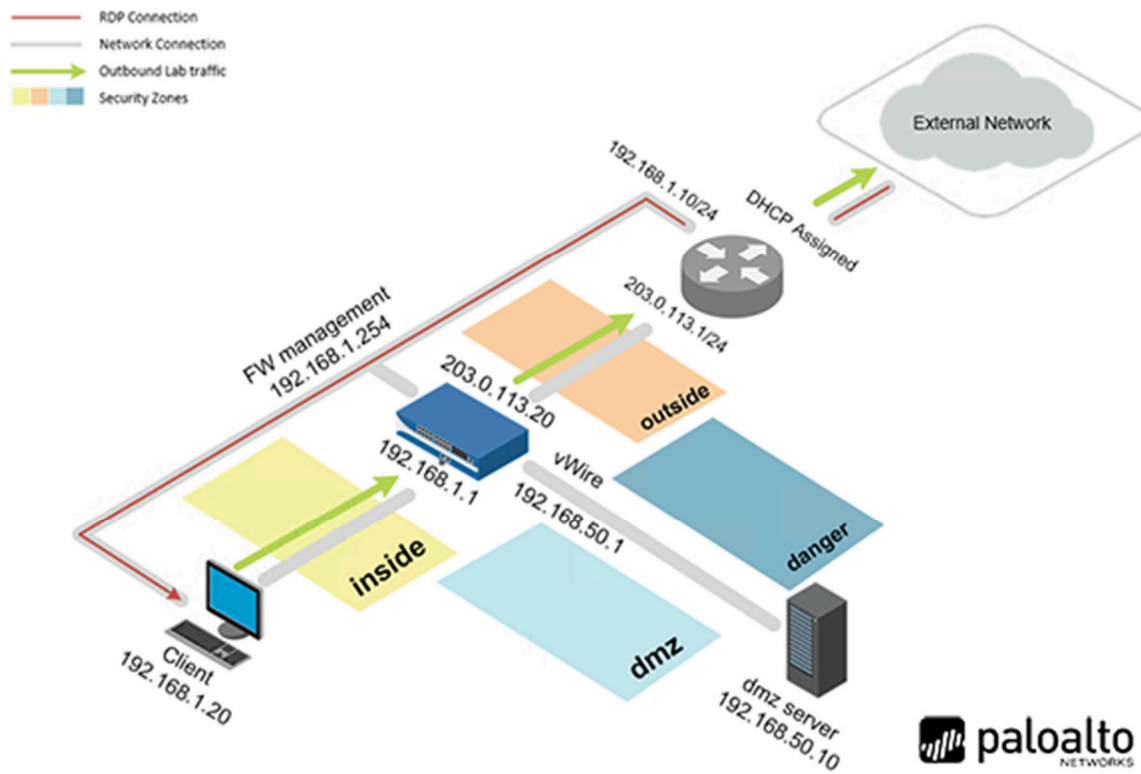 RDP Connection
Network Connection
Outbound Lab traffic
Security Zones
External Network
192.168.1.10/24
DHCP Assigned
203.0.113.1/24
FW management
192.168.1.254
203.0.113.20
outside
192.168.1.1
vWire
192.168.50.1
danger
inside
dmz
Client
192.168.1.20
dmz server
192.168.50.10
paloalto
NETWORKS